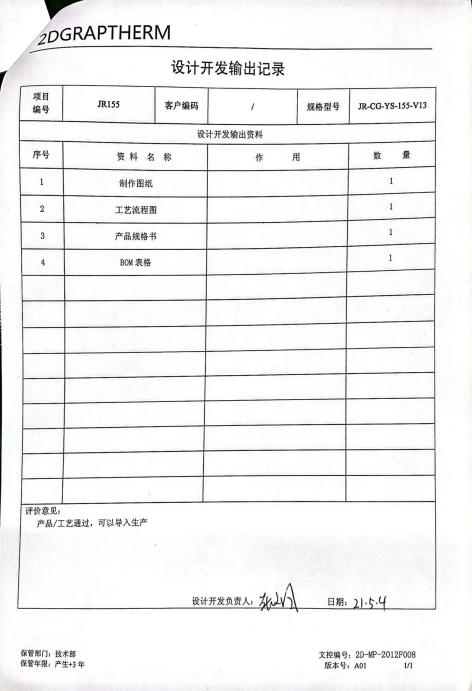 2DGRAPTHERM
设计开发输出记录
项目编号 JR155 客户编码 / 规格型号 JR-CG-YS-155-V13
设计开发输出资料
序号 资料名称 作用 数量
1 制作图纸 1
2 工艺流程图 1
3 产品规格书 1
4 BOM表格 1
评价意见：
产品/工艺通过，可以导入生产
设计开发负责人： 日期：21.5.4
保管部门：技术部 文控编号：2D-MP-2012F008
保管年限：产生+3年 版本号：A01 1/1